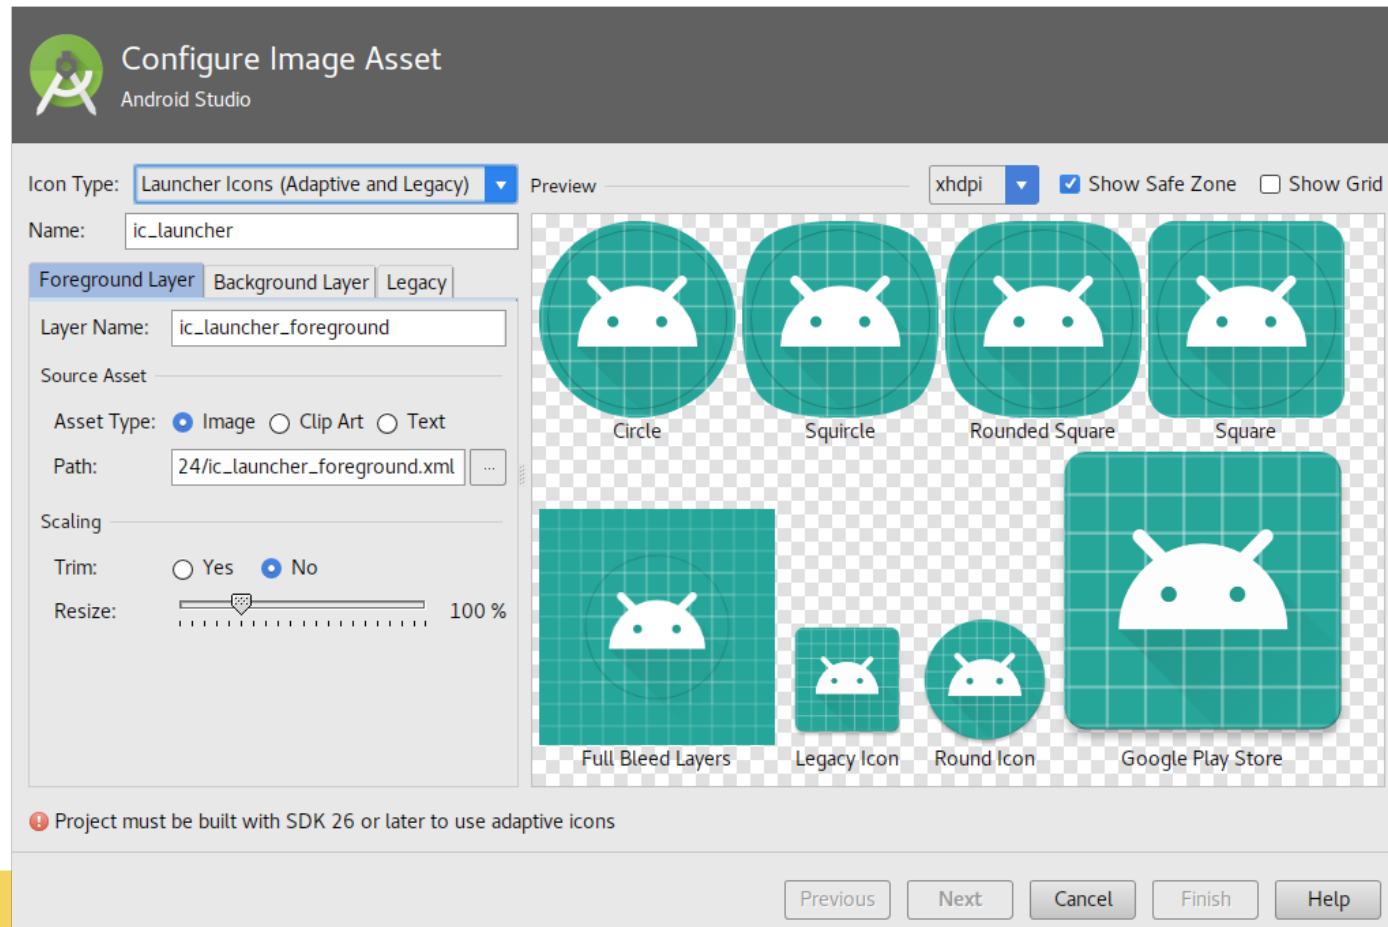 Configure Image Asset
Android Studio
Icon Type: Launcher Icons (Adaptive and Legacy)
Name: ic_launcher
Foreground Layer Background Layer Legacy
Layer Name: ic_launcher_foreground
Source Asset
Asset Type: Image Clip Art Text
Path: 24/ic_launcher_foreground.xml ...
Scaling
Trim: Yes No
Resize: 100 %
Preview xhdpi Show Safe Zone Show Grid
Circle Squircle Rounded Square Square
Full Bleed Layers Legacy Icon Round Icon Google Play Store
Project must be built with SDK 26 or later to use adaptive icons
Previous Next Cancel Finish Help